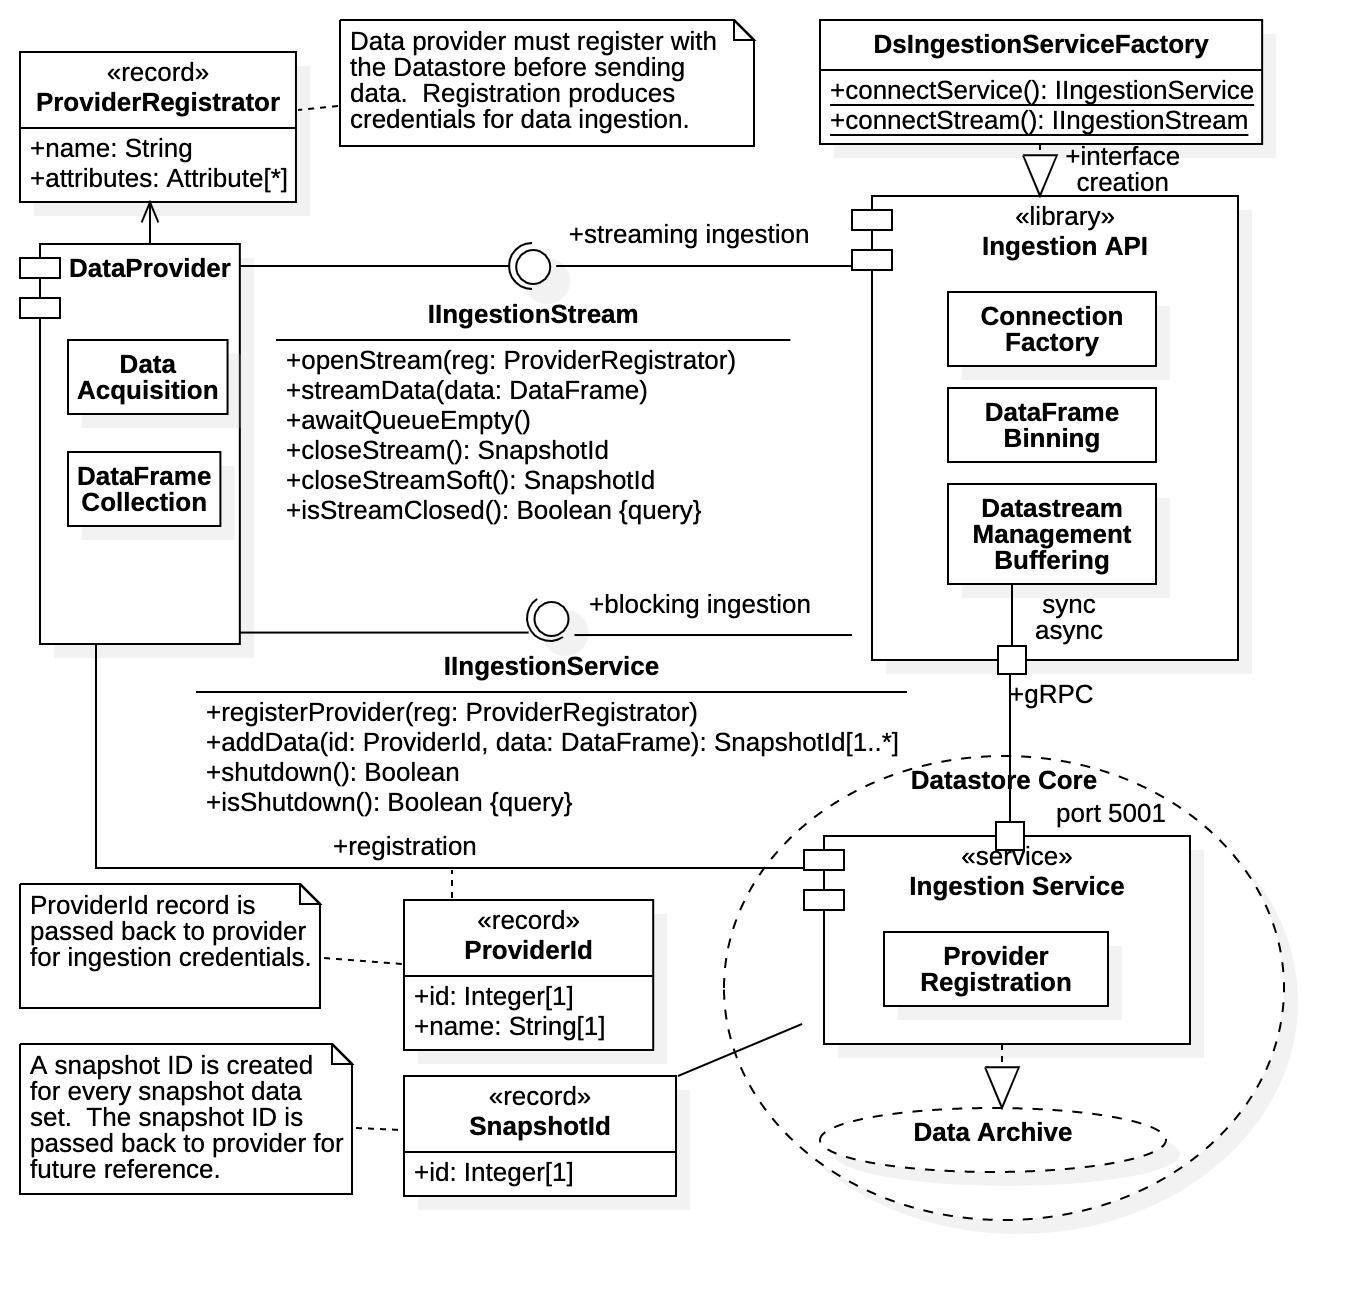 «record»
ProviderRegistrator
+name: String
+attributes: Attribute[*]
Data provider must register with
the Datastore before sending
data.  Registration produces
credentials for data ingestion.
DsIngestionServiceFactory
+connectService(): IIngestionService
+connectStream(): IIngestionStream
+interface
creation
DataProvider
Data
Acquisition
DataFrame
Collection
+streaming ingestion
IIngestionStream
+openStream(reg: ProviderRegistrator)
+streamData(data: DataFrame)
+awaitQueueEmpty()
+closeStream(): SnapshotId
+closeStreamSoft(): SnapshotId
+isStreamClosed(): Boolean {query}
«library»
Ingestion API
Connection
Factory
DataFrame
Binning
Datastream
Management
Buffering
sync
async
+gRPC
+blocking ingestion
IIngestionService
+registerProvider(reg: ProviderRegistrator)
+addData(id: ProviderId, data: DataFrame): SnapshotId[1..*]
+shutdown(): Boolean
+isShutdown(): Boolean {query}
+registration
Datastore Core
port 5001
«service»
Ingestion Service
Provider
Registration
Data Archive
ProviderId record is
passed back to provider
for ingestion credentials.
«record»
ProviderId
+id: Integer[1]
+name: String[1]
A snapshot ID is created
for every snapshot data
set.  The snapshot ID is
passed back to provider for
future reference.
«record»
SnapshotId
+id: Integer[1]